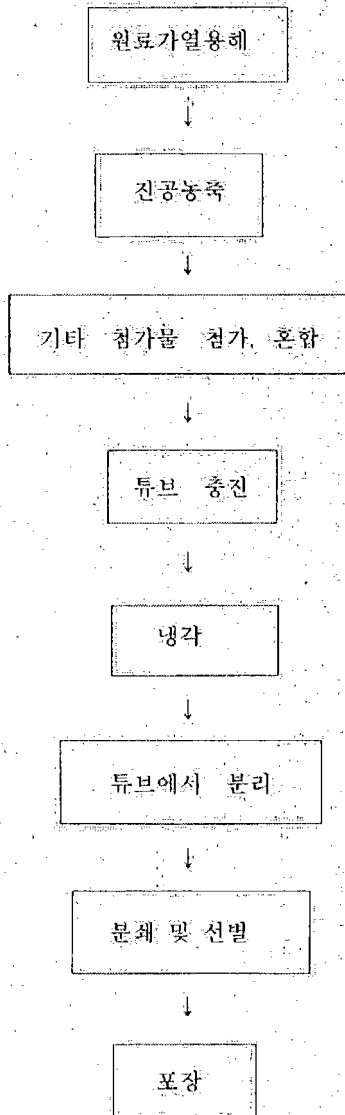 원료가열용해
↓
진공농축
↓
기타 첨가물 첨가, 혼합
↓
튜브 충진
↓
냉각
↓
튜브에서 분리
↓
분쇄 및 선별
↓
포장